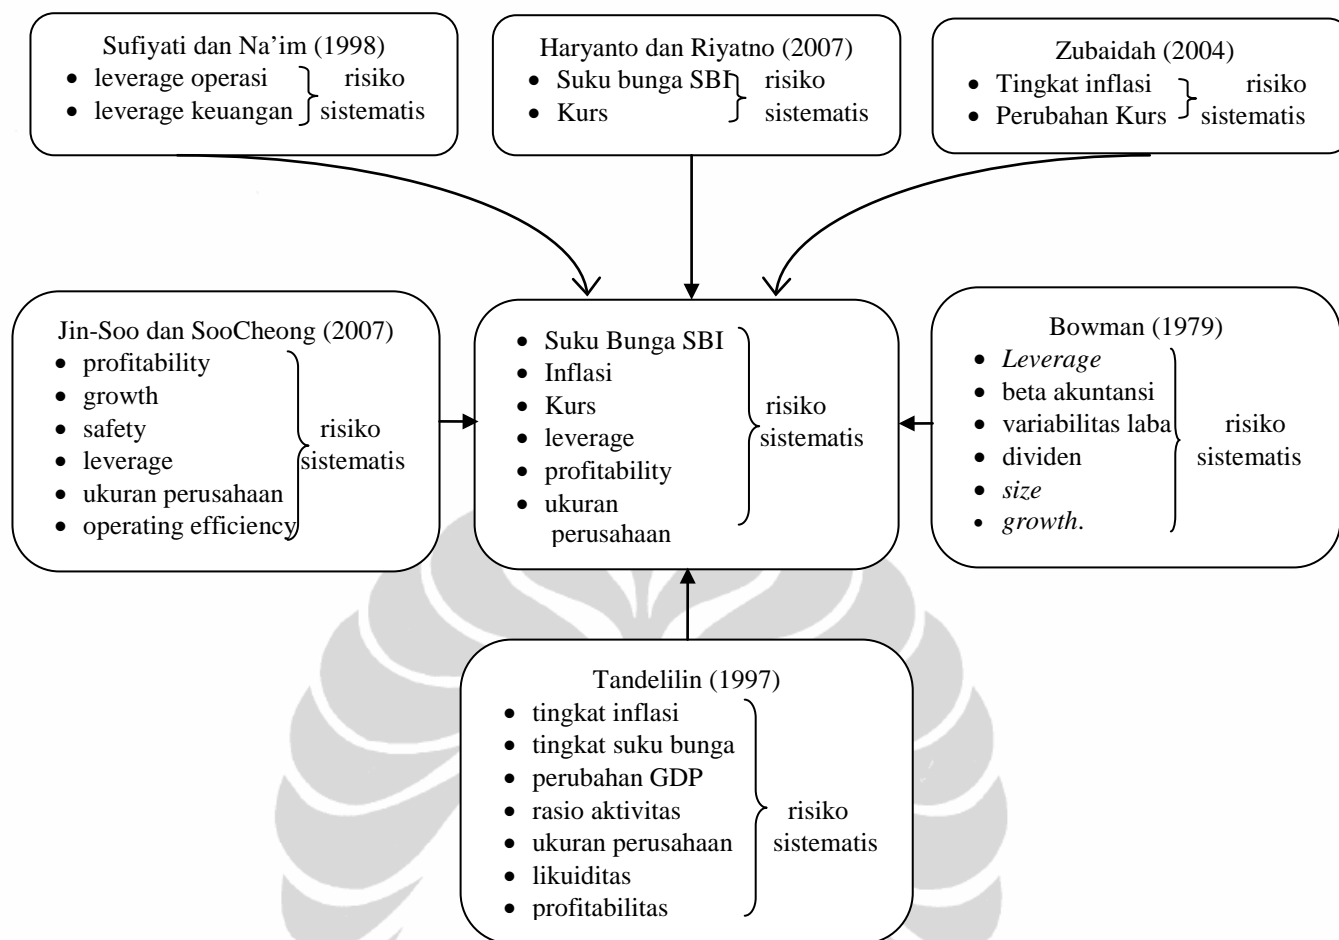 Sufiyati dan Na’im (1998)
• leverage operasi
• leverage keuangan
risiko
sistematis
Haryanto dan Riyatno (2007)
• Suku bunga SBI
• Kurs
risiko
sistematis
Zubaidah (2004)
• Tingkat inflasi
• Perubahan Kurs
risiko
sistematis
Jin-Soo dan SooCheong (2007)
• profitability
• growth
• safety
• leverage
• ukuran perusahaan
• operating efficiency
risiko
sistematis
• Suku Bunga SBI
• Inflasi
• Kurs
• leverage
• profitability
• ukuran
perusahaan
risiko
sistematis
Bowman (1979)
• Leverage
• beta akuntansi
• variabilitas laba
• dividen
• size
• growth.
risiko
sistematis
Tandelilin (1997)
• tingkat inflasi
• tingkat suku bunga
• perubahan GDP
• rasio aktivitas
• ukuran perusahaan
• likuiditas
• profitabilitas
risiko
sistematis